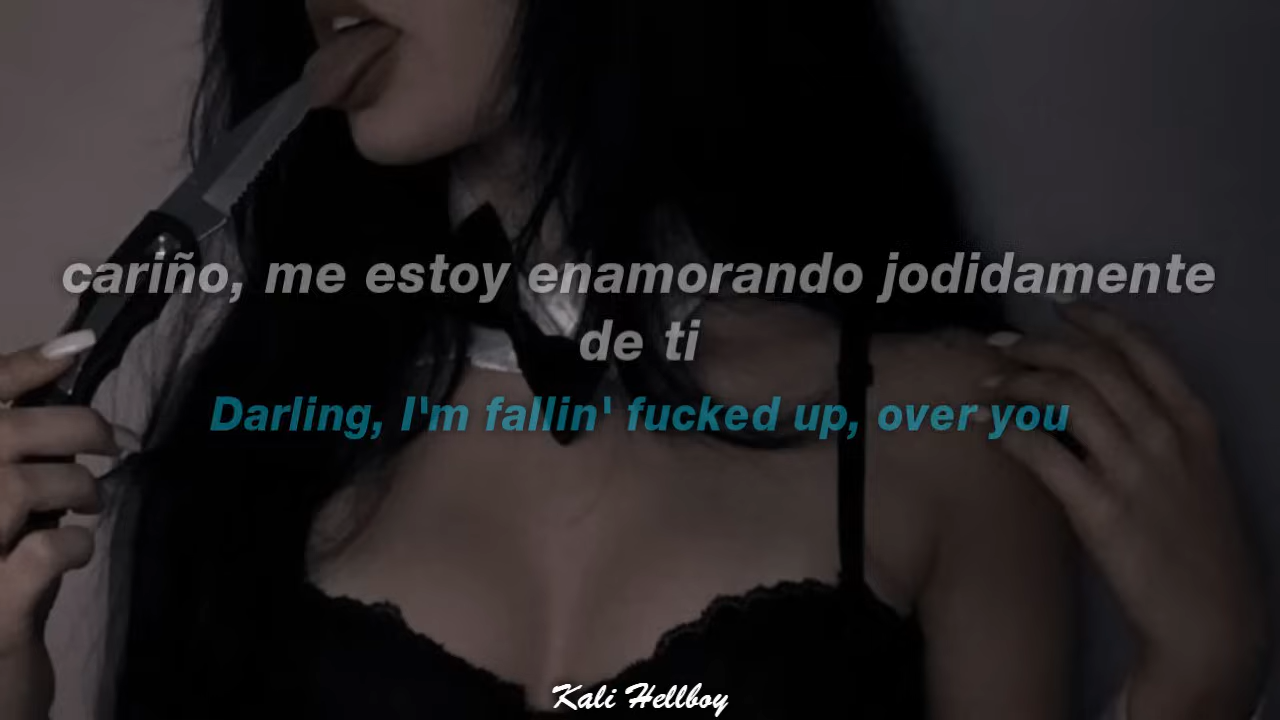 cariño, me estoy enamorando jodidamente
de ti
Darling, I'm fallin' fucked up, over you
Kali Hellboy